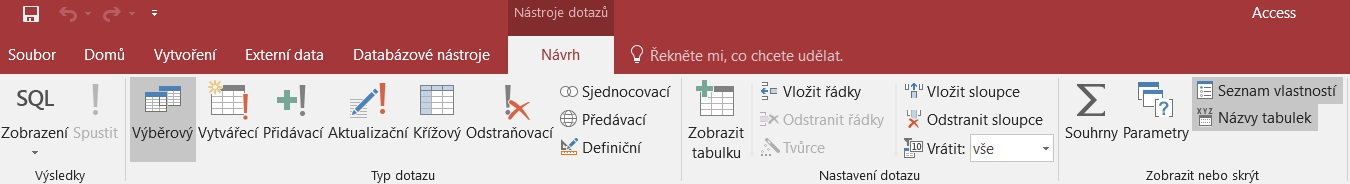 Nástroje dotazů Access
Soubor Domů Vytvoření Externí data Databázové nástroje Návrh Řekněte mi, co chcete udělat.
SQL
Zobrazení Spustit
Výsledky
Výběrový Vytvářecí Přidávací Aktualizační Křížový Odstraňovací
Sjednocovací
Předávací
Definiční
Typ dotazu
Zobrazit
tabulku
Vložit řádky
Odstranit řádky
Tvůrce
Vložit sloupce
Odstranit sloupce
Vrátit: vše
Nastavení dotazu
Souhrny Parametry
Seznam vlastností
XYZ Názvy tabulek
Zobrazit nebo skrýt